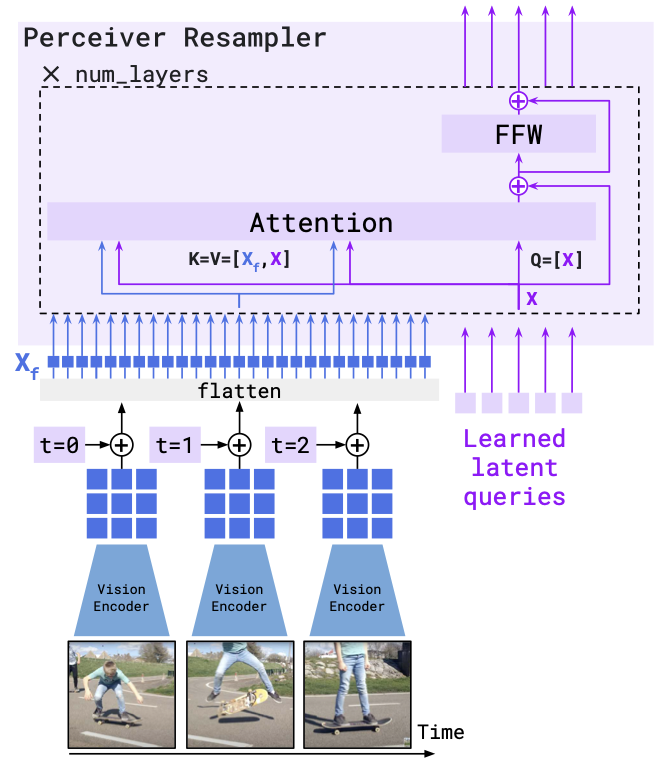 Perceiver Resampler
× num_layers
FFW
Attention
K=V=[Xf,X]
Q=[X]
X
Xf
flatten
t=0
t=1
t=2
Learned
latent
queries
Vision
Encoder
Vision
Encoder
Vision
Encoder
Time